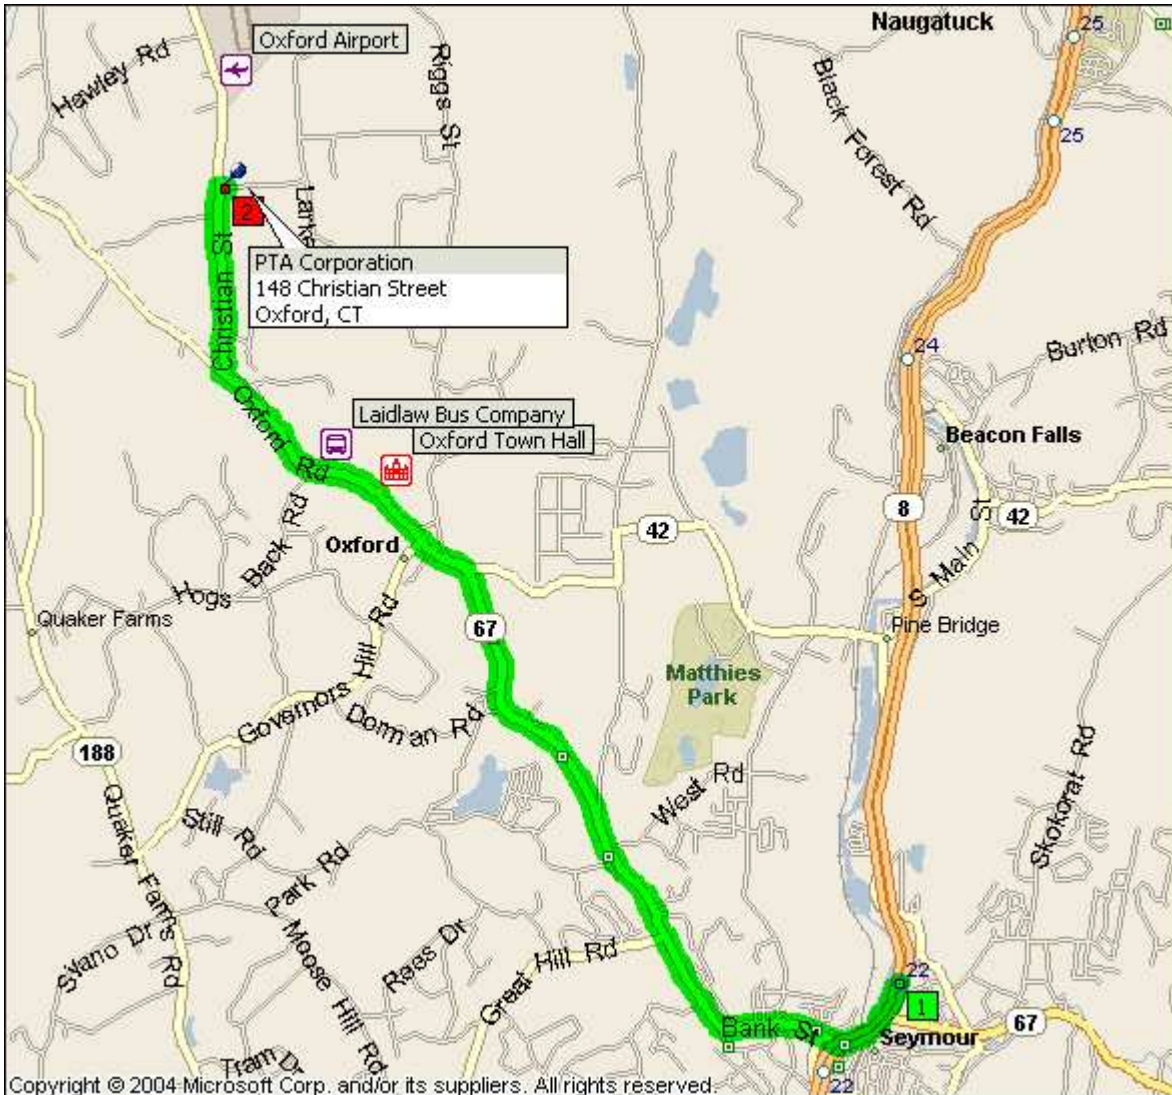 Naugatuck
25
Oxford Airport
Hawley Rd
Riggs St
Black Forest Rd
25
2
Larke
PTA Corporation
148 Christian Street
Oxford, CT
Christian St
24
Burton Rd
Oxford Rd
Laidlaw Bus Company
Oxford Town Hall
Beacon Falls
8
42
42
S Main St
Oxford
Hogs Back Rd
Quaker Farms
67
Pine Bridge
Matthies
Park
Governors Hill Rd
Dorman Rd
188
West Rd
Skokorat Rd
Quaker Farms Rd
Still Rd
Park Rd
Sylvano Dr
Moose Hill Rd
Rees Dr
Great Hill Rd
22
1
Bank St
67
Seymour
Tram Dr
22
Copyright © 2004 Microsoft Corp. and/or its suppliers. All rights reserved.